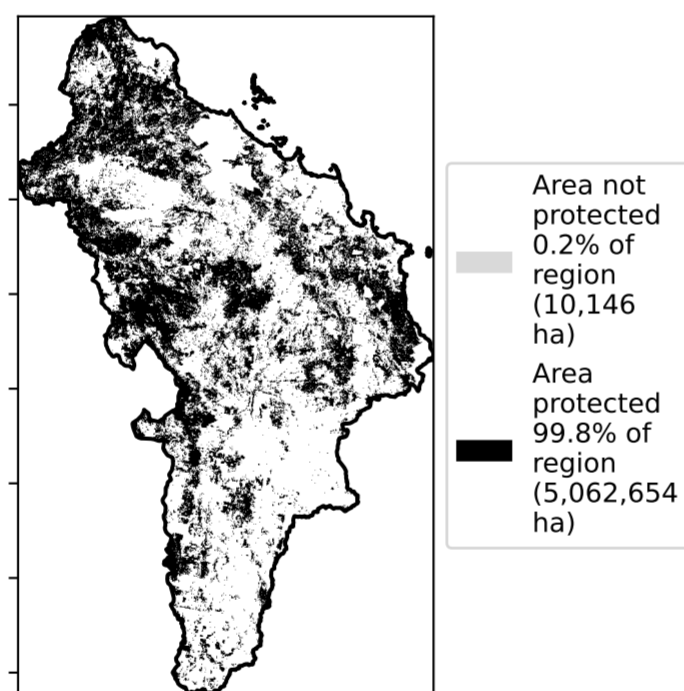 Area not
protected
0.2% of
region
(10,146
ha)
Area
protected
99.8% of
region
(5,062,654
ha)